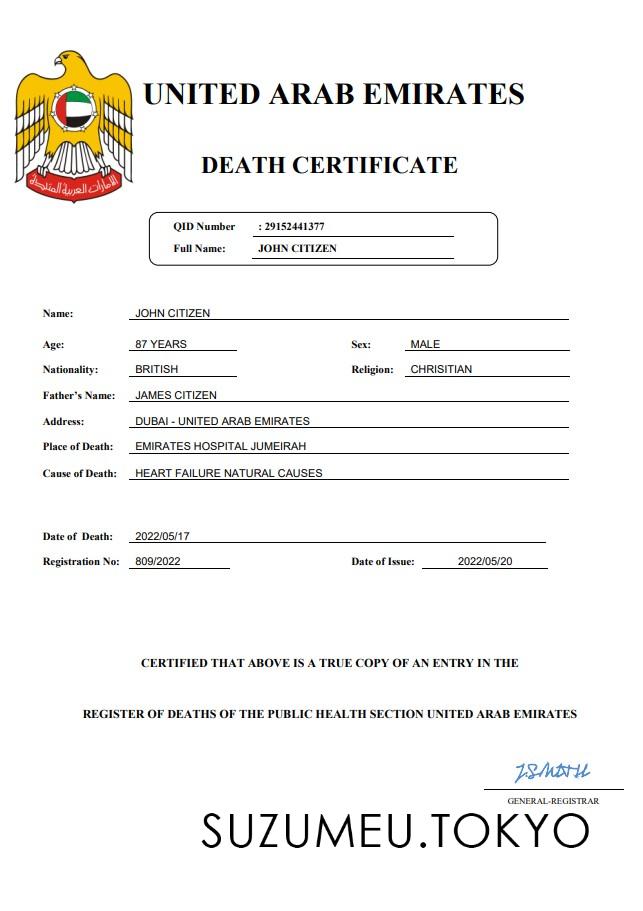 UNITED ARAB EMIRATES
DEATH CERTIFICATE
QID Number : 29152441377
Full Name: JOHN CITIZEN
الإمارات العربية المتحدة
Name: JOHN CITIZEN
Age: 87 YEARS Sex: MALE
Nationality: BRITISH Religion: CHRISITIAN
Father's Name: JAMES CITIZEN
Address: DUBAI - UNITED ARAB EMIRATES
Place of Death: EMIRATES HOSPITAL JUMEIRAH
Cause of Death: HEART FAILURE NATURAL CAUSES
Date of Death: 2022/05/17
Registration No: 809/2022 Date of Issue: 2022/05/20
CERTIFIED THAT ABOVE IS A TRUE COPY OF AN ENTRY IN THE
REGISTER OF DEATHS OF THE PUBLIC HEALTH SECTION UNITED ARAB EMIRATES
GENERAL-REGISTRAR
SUZUMEU.TOKYO